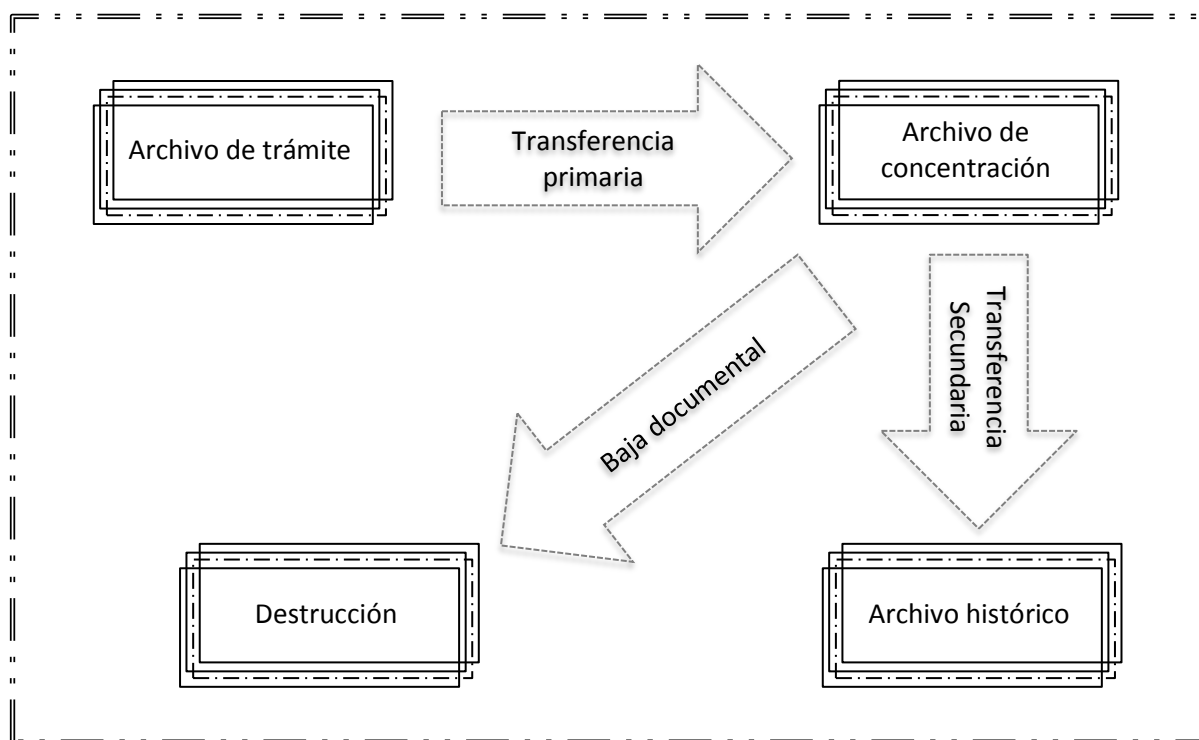 Archivo de trámite
Transferencia
primaria
Archivo de
concentración
Baja documental
Transferencia
Secundaria
Destrucción
Archivo histórico